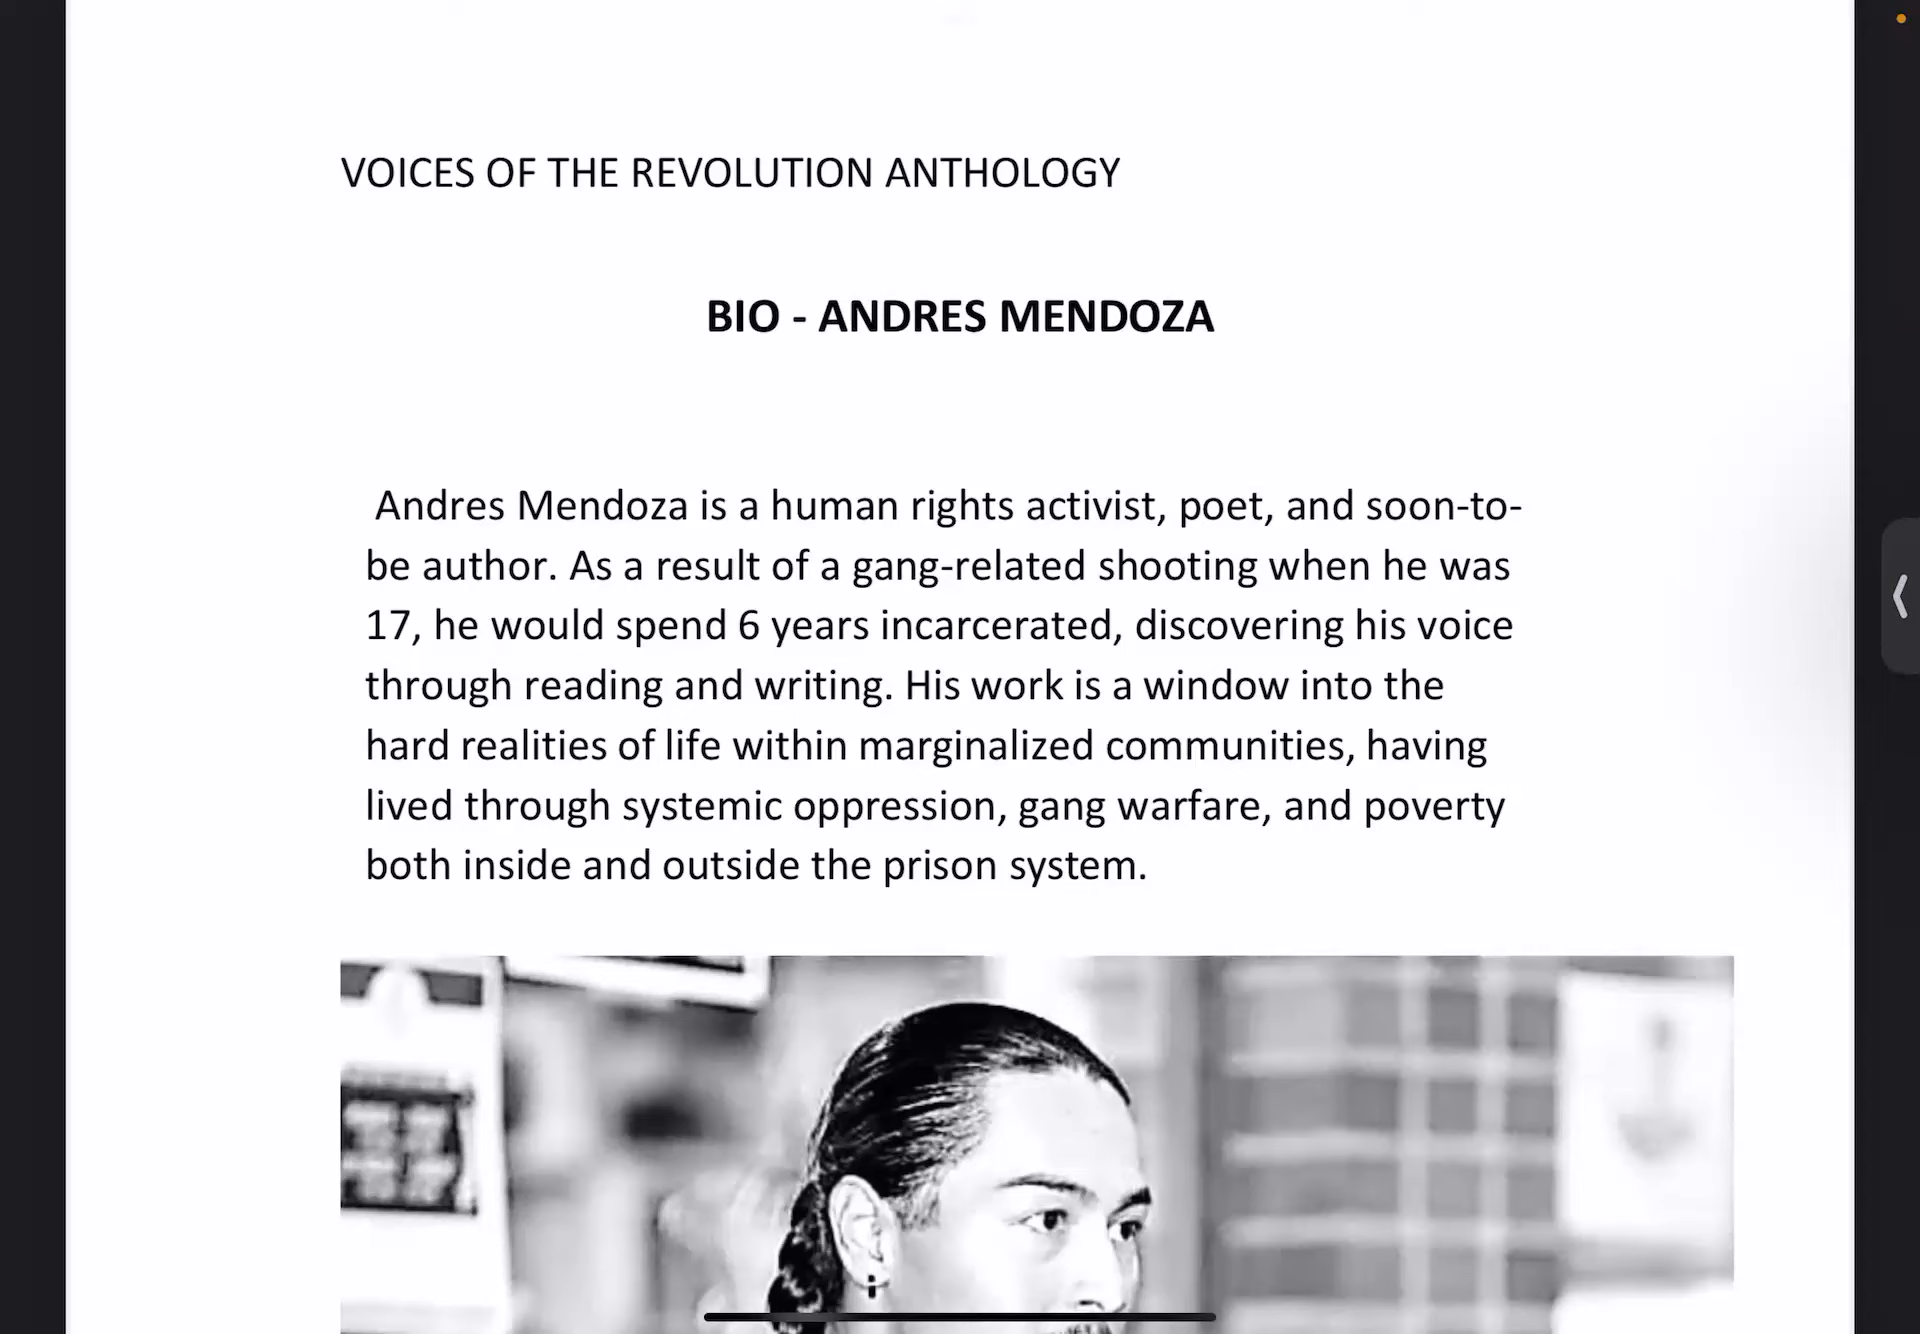 VOICES OF THE REVOLUTION ANTHOLOGY
BIO - ANDRES MENDOZA
Andres Mendoza is a human rights activist, poet, and soon-to-
be author. As a result of a gang-related shooting when he was
17, he would spend 6 years incarcerated, discovering his voice
through reading and writing. His work is a window into the
hard realities of life within marginalized communities, having
lived through systemic oppression, gang warfare, and poverty
both inside and outside the prison system.